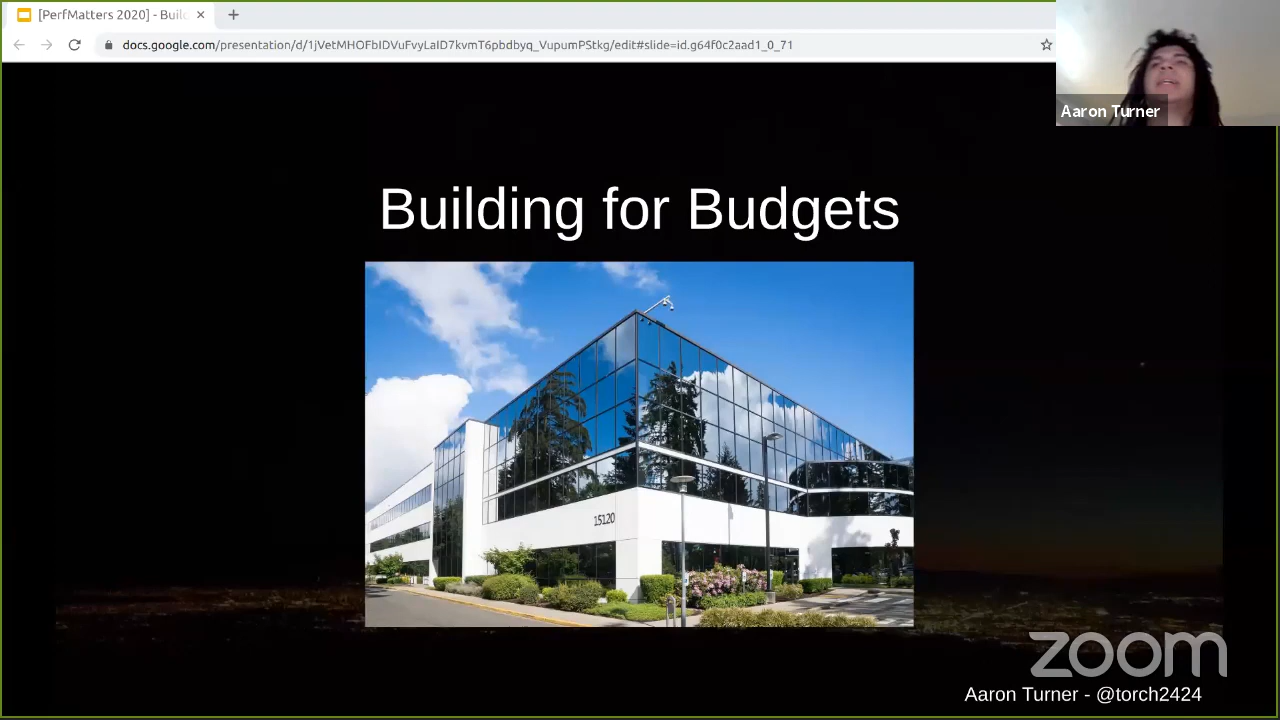 [PerfMatters 2020] - Buil
docs.google.com/presentation/d/1jVetMHOFbIDVuFvyLaID7kvmT6pbdbyq_VupumPStkg/edit#slide=id.g64f0c2aad1_0_71
Aaron Turner
Building for Budgets
15120
zoom
Aaron Turner - @torch2424